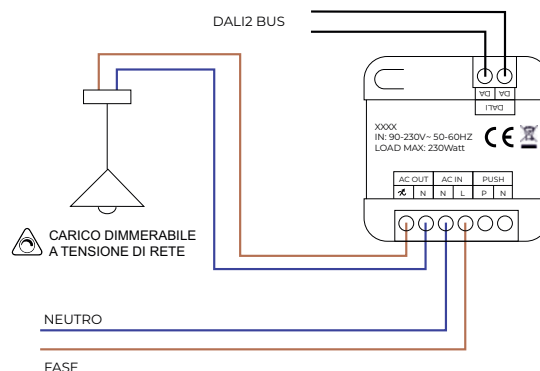 DALI2 BUS
DA DA
DALI
XXXX
IN: 90-230V~ 50-60HZ
LOAD MAX: 230Watt
CE
AC OUT AC IN PUSH
N N L P N
CARICO DIMMERABILE
A TENSIONE DI RETE
NEUTRO
FASE